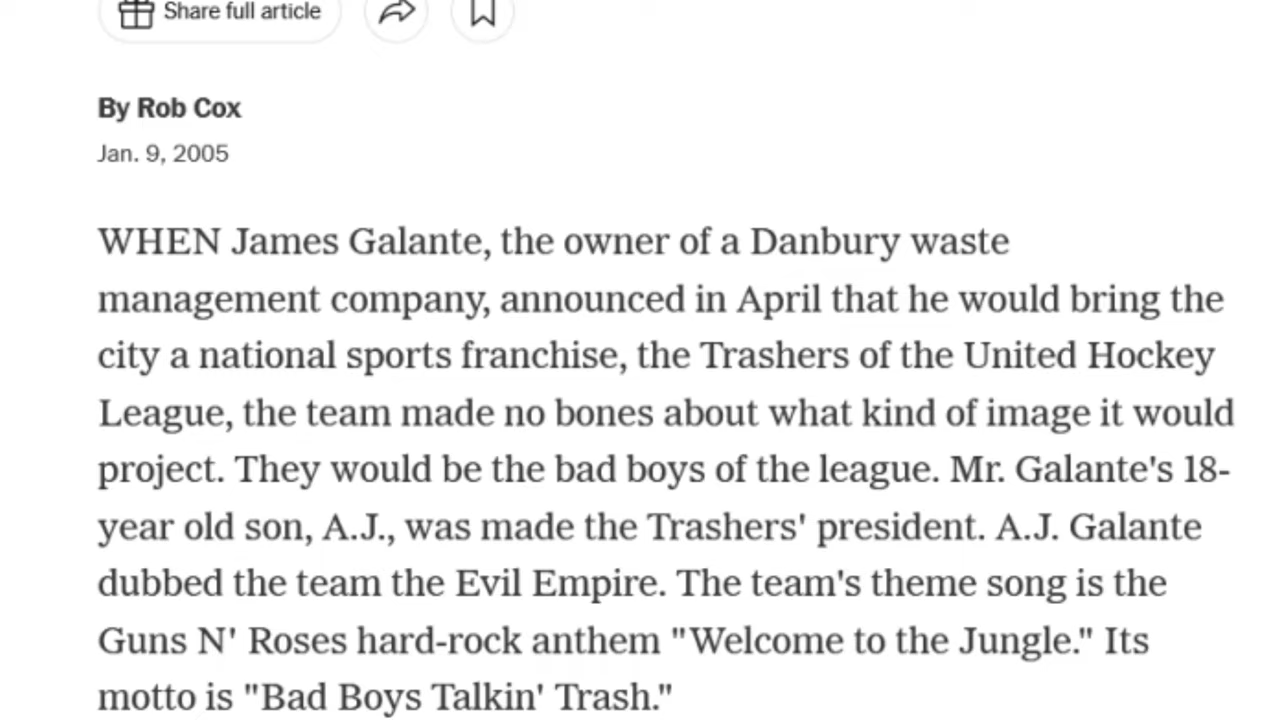 Share full article
By Rob Cox
Jan. 9, 2005
WHEN James Galante, the owner of a Danbury waste
management company, announced in April that he would bring the
city a national sports franchise, the Trashers of the United Hockey
League, the team made no bones about what kind of image it would
project. They would be the bad boys of the league. Mr. Galante's 18-
year old son, A.J., was made the Trashers' president. A.J. Galante
dubbed the team the Evil Empire. The team's theme song is the
Guns N' Roses hard-rock anthem "Welcome to the Jungle." Its
motto is "Bad Boys Talkin' Trash."